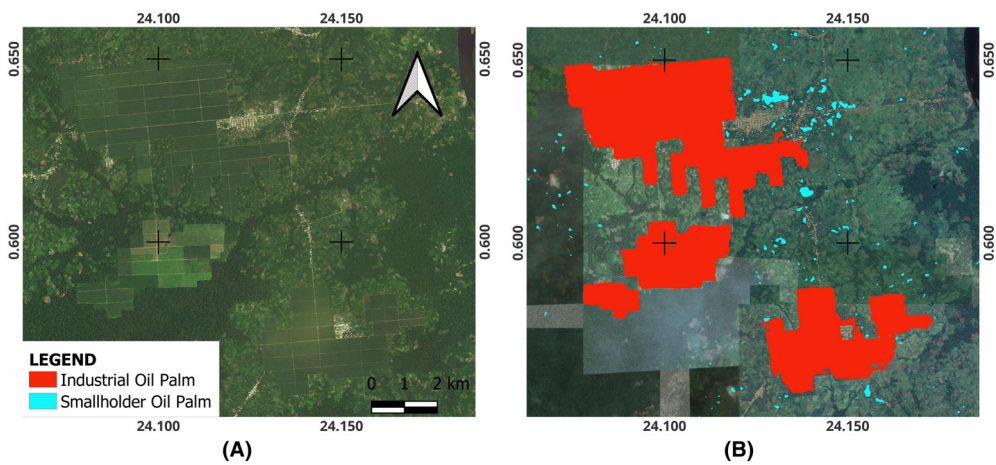 24.100 24.150 24.100 24.150
0.650 0.650 0.650 0.650
0.600 0.600 0.600 0.600
LEGEND
Industrial Oil Palm
Smallholder Oil Palm
0 1 2 km
24.100 24.150 24.100 24.150
(A) (B)